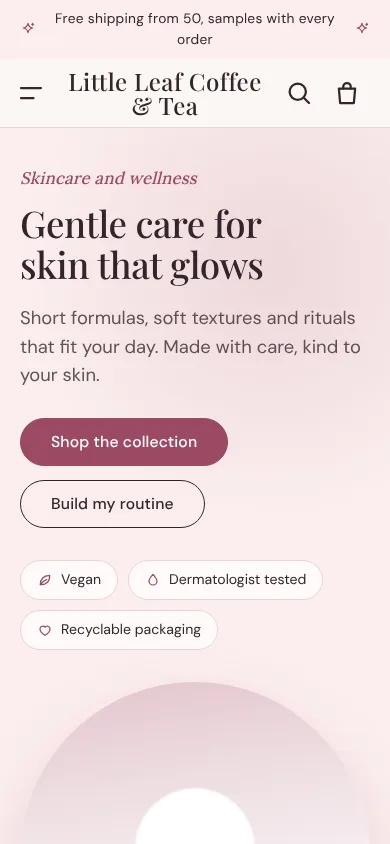 Free shipping from 50, samples with every
order
Little Leaf Coffee
& Tea
Skincare and wellness
Gentle care for
skin that glows
Short formulas, soft textures and rituals
that fit your day. Made with care, kind to
your skin.
Shop the collection
Build my routine
Vegan
Dermatologist tested
Recyclable packaging